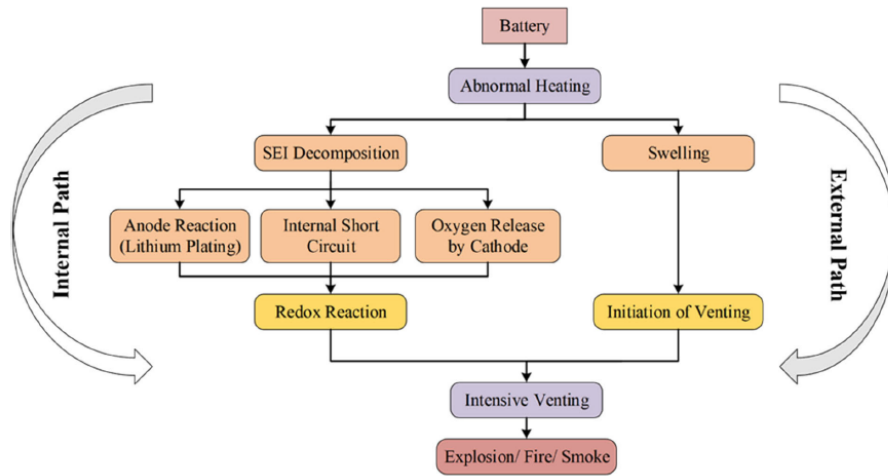 Battery
Abnormal Heating
SEI Decomposition
Swelling
Anode Reaction
(Lithium Plating)
Internal Short
Circuit
Oxygen Release
by Cathode
Internal Path
External Path
Redox Reaction
Initiation of Venting
Intensive Venting
Explosion/ Fire/ Smoke